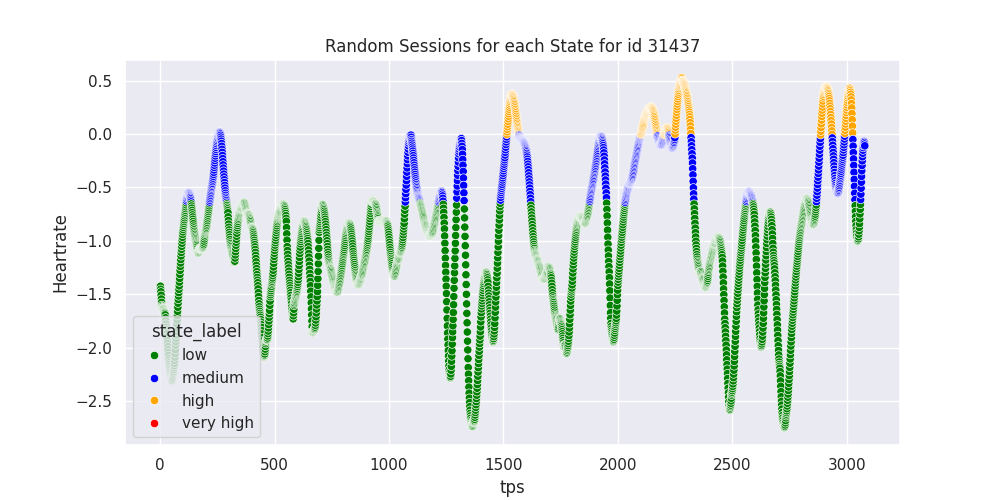 Random Sessions for each State for id 31437
Heartrate
0.5
0.0
−0.5
−1.0
−1.5
−2.0
−2.5
state_label
low
medium
high
very high
0 500 1000 1500 2000 2500 3000
tps